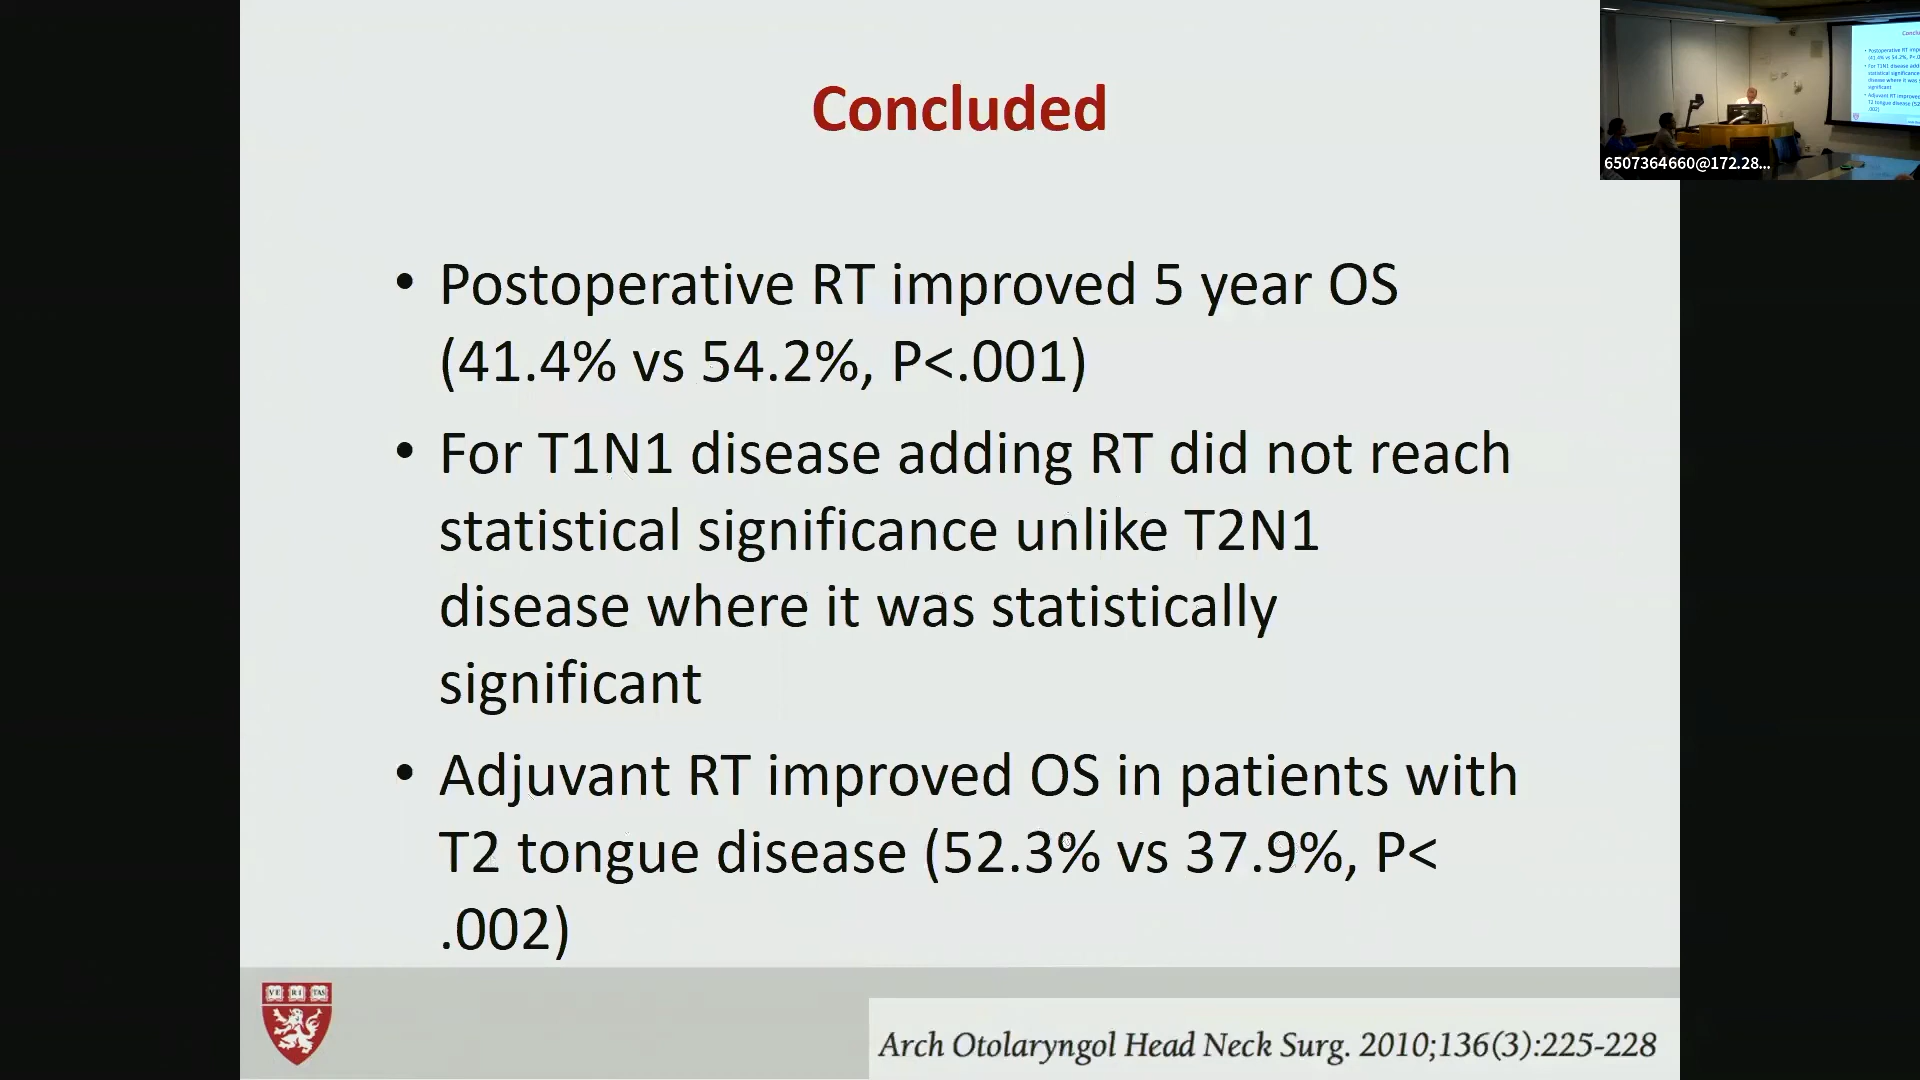 Concluded
• Postoperative RT improved 5 year OS
(41.4% vs 54.2%, P<.001)
• For T1N1 disease adding RT did not reach
statistical significance unlike T2N1
disease where it was statistically
significant
• Adjuvant RT improved OS in patients with
T2 tongue disease (52.3% vs 37.9%, P<
.002)
VE RI TAS
Arch Otolaryngol Head Neck Surg. 2010;136(3):225-228
6507364660@172.28...